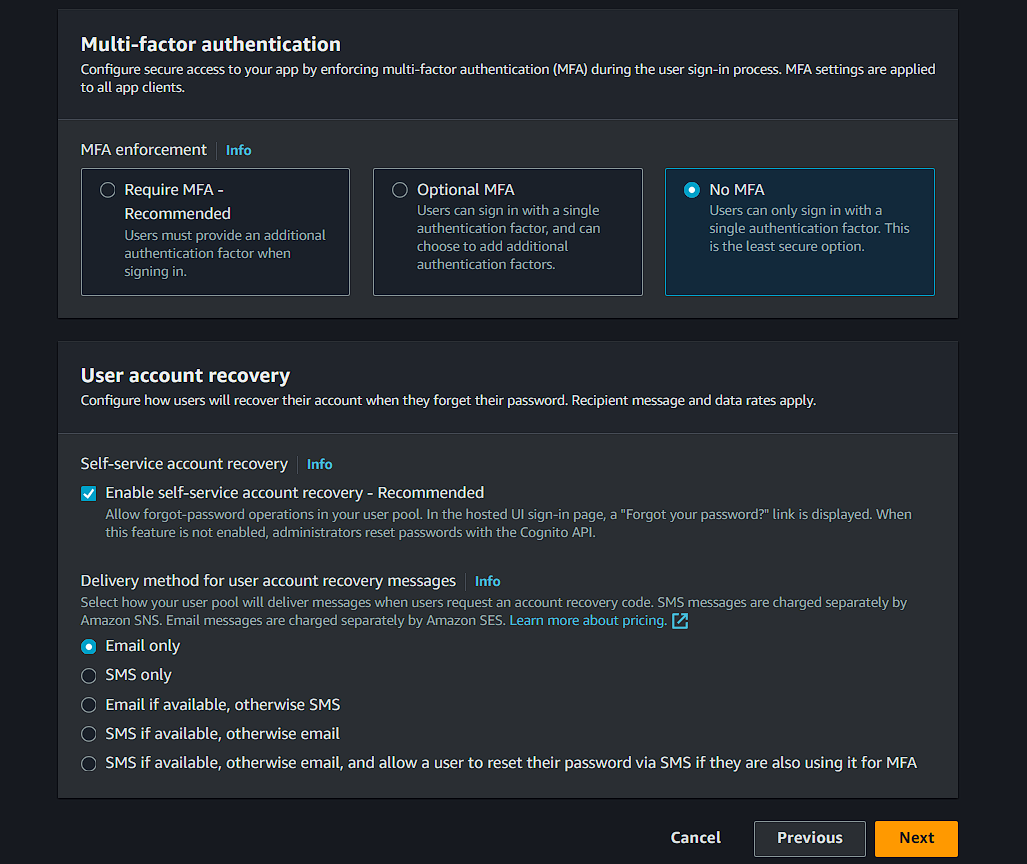 Multi-factor authentication
Configure secure access to your app by enforcing multi-factor authentication (MFA) during the user sign-in process. MFA settings are applied
to all app clients.
MFA enforcement Info
Require MFA -
Recommended
Users must provide an additional
authentication factor when
signing in.
Optional MFA
Users can sign in with a single
authentication factor, and can
choose to add additional
authentication factors.
No MFA
Users can only sign in with a
single authentication factor. This
is the least secure option.
User account recovery
Configure how users will recover their account when they forget their password. Recipient message and data rates apply.
Self-service account recovery Info
Enable self-service account recovery - Recommended
Allow forgot-password operations in your user pool. In the hosted UI sign-in page, a "Forgot your password?" link is displayed. When
this feature is not enabled, administrators reset passwords with the Cognito API.
Delivery method for user account recovery messages Info
Select how your user pool will deliver messages when users request an account recovery code. SMS messages are charged separately by
Amazon SNS. Email messages are charged separately by Amazon SES. Learn more about pricing.
Email only
SMS only
Email if available, otherwise SMS
SMS if available, otherwise email
SMS if available, otherwise email, and allow a user to reset their password via SMS if they are also using it for MFA
Cancel Previous Next